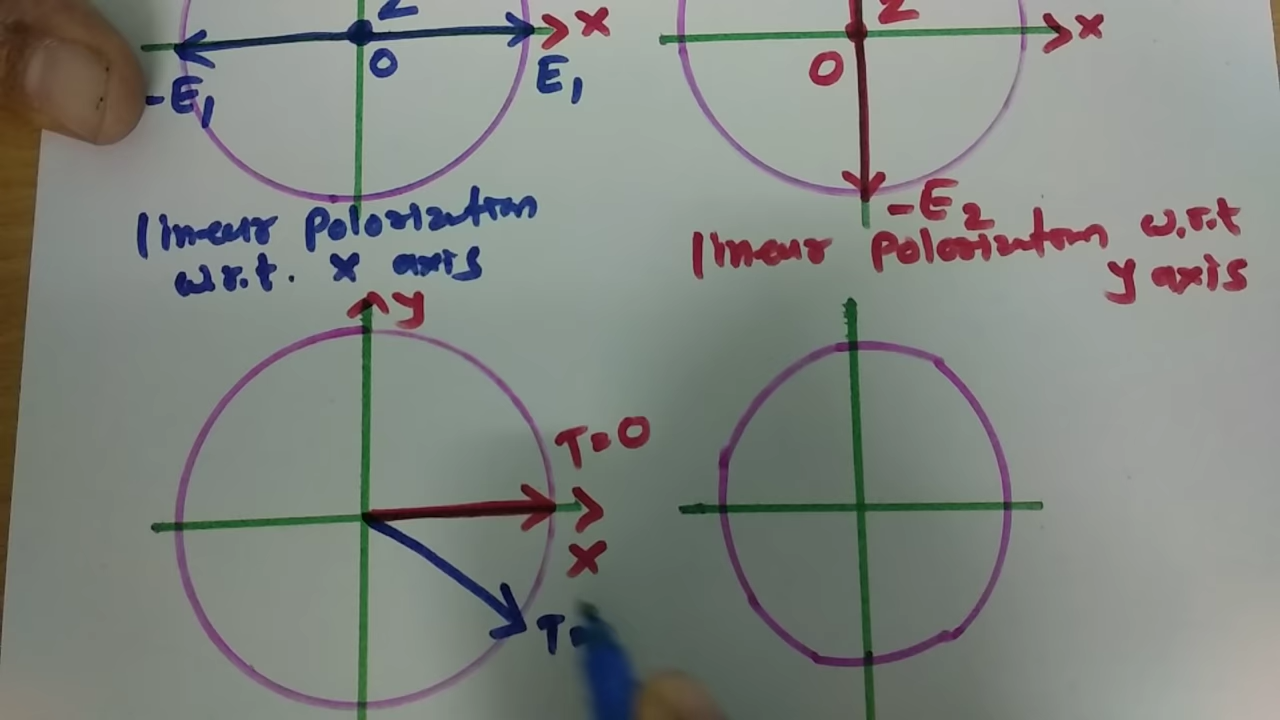 Z
X
O
E₁
-E₁
linear polarization
w.r.t. X axis
Z
X
O
-E₂
linear polarization w.r.t
y axis
y
T=0
X
T=